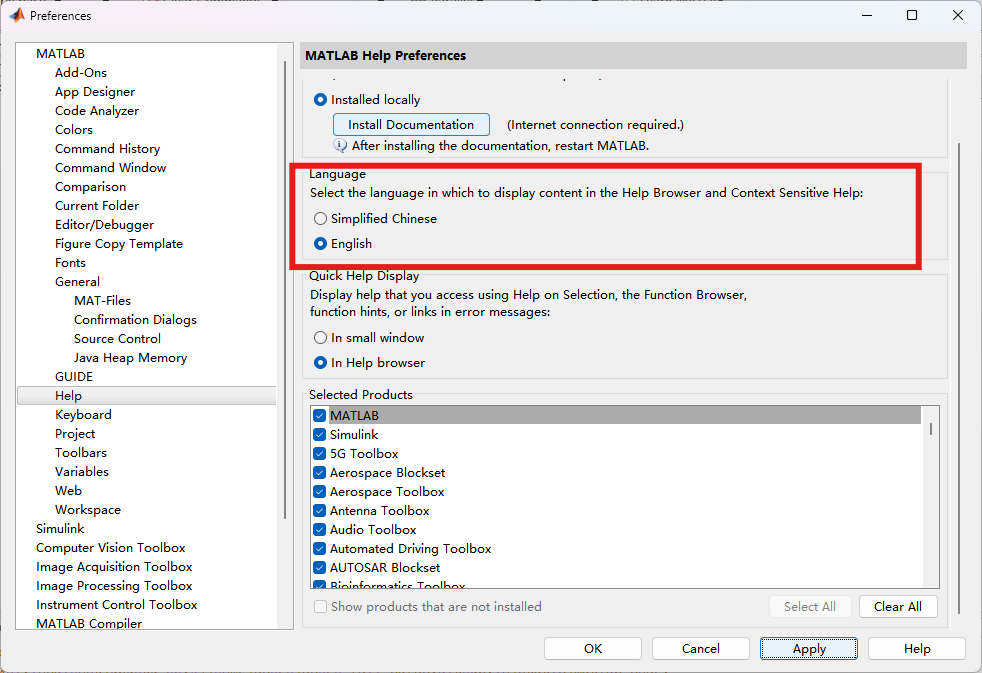 Preferences
MATLAB
Add-Ons
App Designer
Code Analyzer
Colors
Command History
Command Window
Comparison
Current Folder
Editor/Debugger
Figure Copy Template
Fonts
General
MAT-Files
Confirmation Dialogs
Source Control
Java Heap Memory
GUIDE
Help
Keyboard
Project
Toolbars
Variables
Web
Workspace
Simulink
Computer Vision Toolbox
Image Acquisition Toolbox
Image Processing Toolbox
Instrument Control Toolbox
MATLAB Compiler
MATLAB Help Preferences
Installed locally
Install Documentation (Internet connection required.)
After installing the documentation, restart MATLAB.
Language
Select the language in which to display content in the Help Browser and Context Sensitive Help:
Simplified Chinese
English
Quick Help Display
Display help that you access using Help on Selection, the Function Browser,
function hints, or links in error messages:
In small window
In Help browser
Selected Products
MATLAB
Simulink
5G Toolbox
Aerospace Blockset
Aerospace Toolbox
Antenna Toolbox
Audio Toolbox
Automated Driving Toolbox
AUTOSAR Blockset
Bioinformatics Toolbox
Show products that are not installed
Select All Clear All
OK Cancel Apply Help